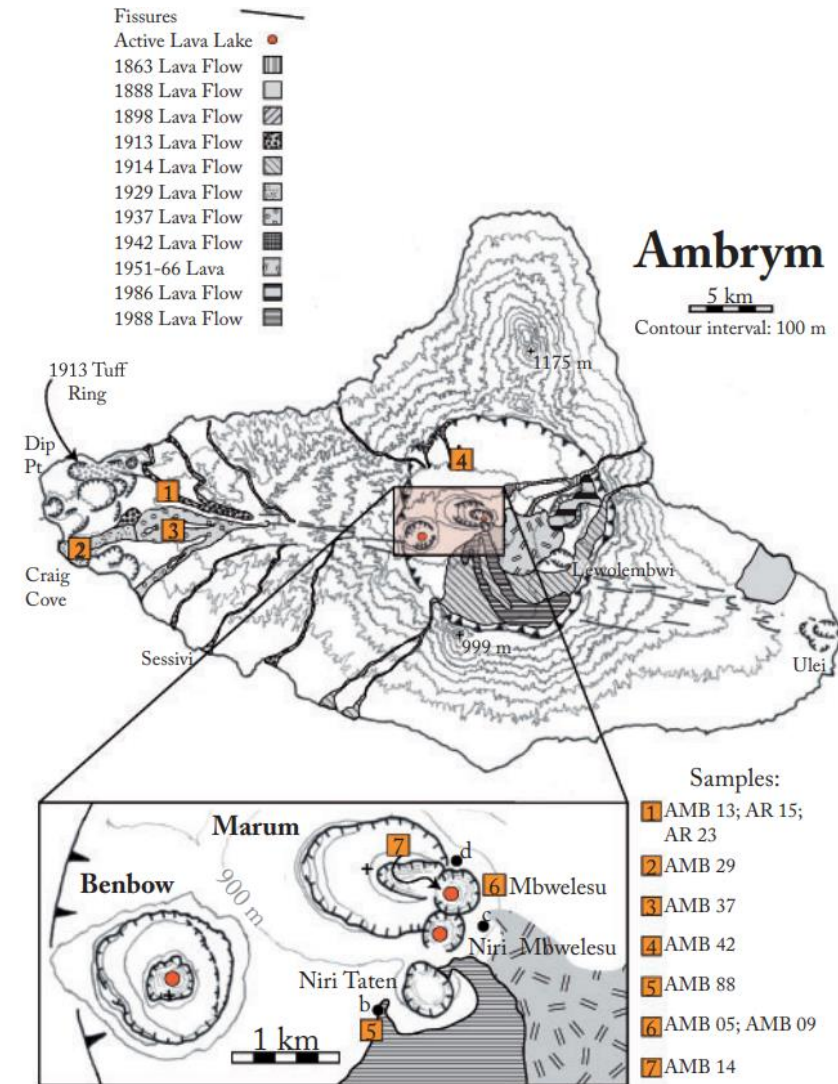 Fissures
Active Lava Lake
1863 Lava Flow
1888 Lava Flow
1898 Lava Flow
1913 Lava Flow
1914 Lava Flow
1929 Lava Flow
1937 Lava Flow
1942 Lava Flow
1951-66 Lava
1986 Lava Flow
1988 Lava Flow
Ambrym
5 km
Contour interval: 100 m
1913 Tuff
Ring
Dip
Pt
1175 m
4
1
3
2
Craig
Cove
Lewolembwi
Sessivi
999 m
Ulei
Samples:
1 AMB 13; AR 15;
AR 23
2 AMB 29
3 AMB 37
4 AMB 42
5 AMB 88
6 AMB 05; AMB 09
7 AMB 14
Marum
7
d
Benbow
900 m
6 Mbwelesu
c
Niri Mbwelesu
Niri Taten
b
5
1 km